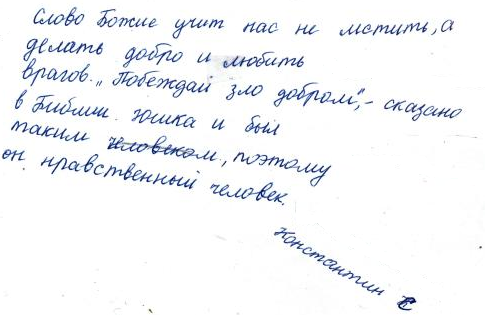 Слово Божие учит нас не мстить, а
делать добро и любить
врагов. „Побеждай зло добром", - сказано
в Библии. Юшка и был
таким человеком, поэтому
он нравственный человек.
Константин С